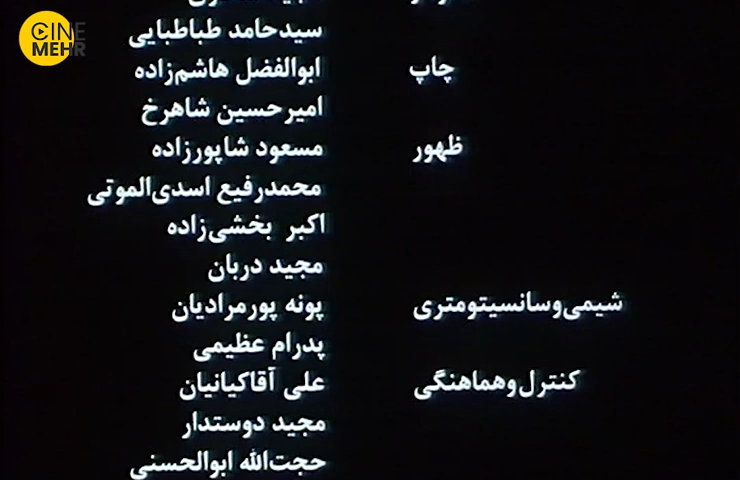 CINE
MEHR
سیدحامد طباطبایی
چاپ ابوالفضل هاشم‌زاده
امیرحسین شاهرخ
ظهور مسعود شاپورزاده
محمدرفیع اسدی‌الموتی
اکبر بخشی‌زاده
مجید دربان
شیمی‌وسانسیتومتری پونه پورمرادیان
پدرام عظیمی
کنترل‌وهماهنگی علی آقاکیانیان
مجید دوستدار
حجت‌الله ابوالحسنی